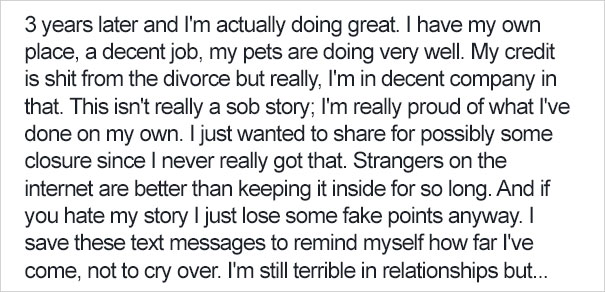 3 years later and I'm actually doing great. I have my own
place, a decent job, my pets are doing very well. My credit
is shit from the divorce but really, I'm in decent company in
that. This isn't really a sob story; I'm really proud of what I've
done on my own. I just wanted to share for possibly some
closure since I never really got that. Strangers on the
internet are better than keeping it inside for so long. And if
you hate my story I just lose some fake points anyway. I
save these text messages to remind myself how far I've
come, not to cry over. I'm still terrible in relationships but...